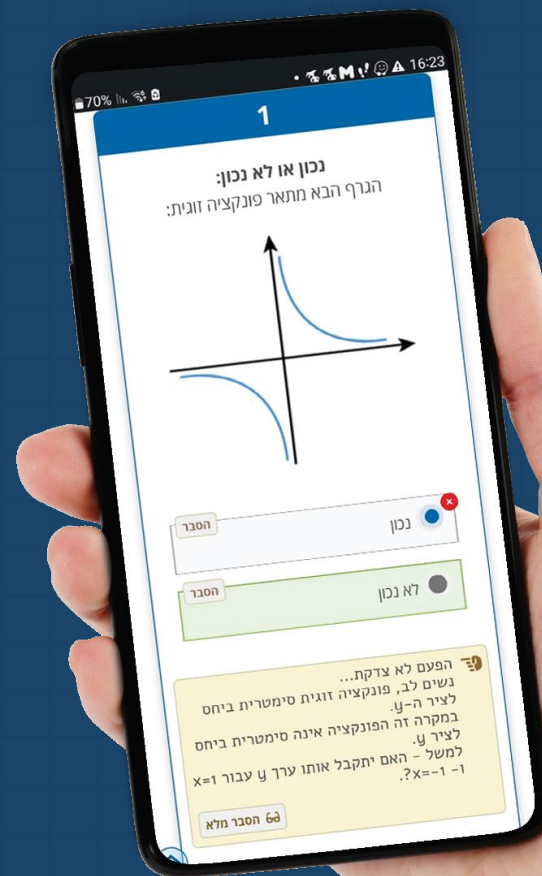 70% 16:23
1
נכון או לא נכון:
הגרף הבא מתאר פונקציה זוגית:
נכון
הסבר
לא נכון
הסבר
הפעם לא צדקת...
נשים לב, פונקציה זוגית סימטרית ביחס
לציר ה-y.
במקרה זה הפונקציה אינה סימטרית ביחס
לציר y.
למשל - האם יתקבל אותו ערך y עבור x=1
ו- x=-1?.
הסבר מלא